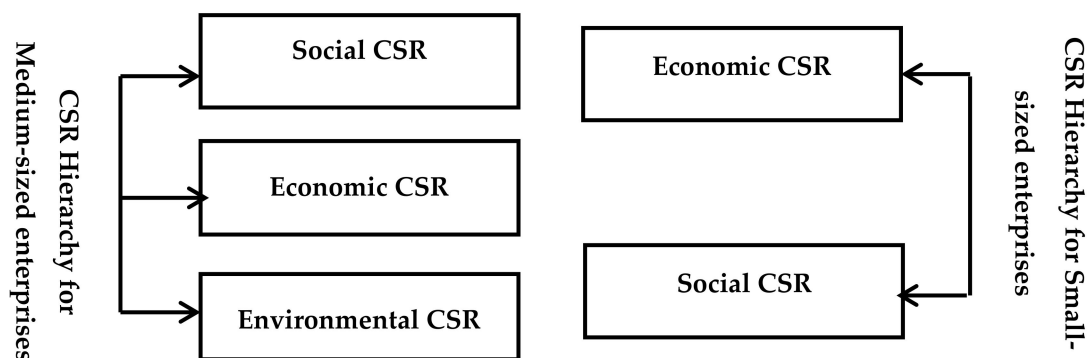 CSR Hierarchy for
Medium-sized enterprises
Social CSR
Economic CSR
Environmental CSR
Economic CSR
Social CSR
CSR Hierarchy for Small-
sized enterprises